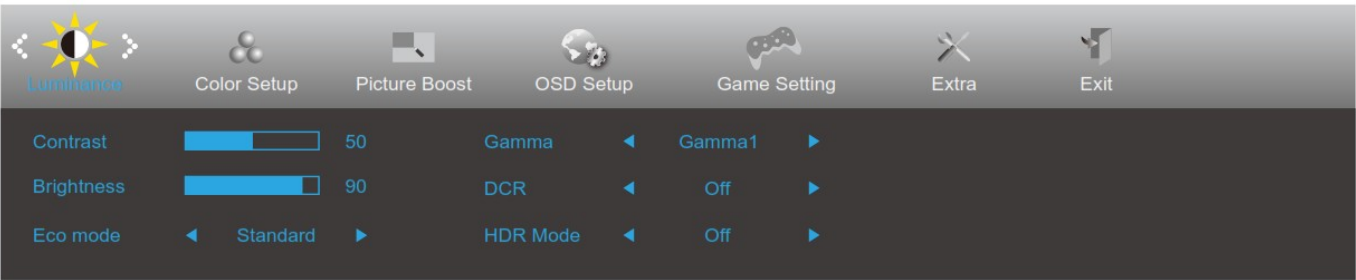 Luminance Color Setup Picture Boost OSD Setup Game Setting Extra Exit
Contrast 50 Gamma Gamma1
Brightness 90 DCR Off
Eco mode Standard HDR Mode Off